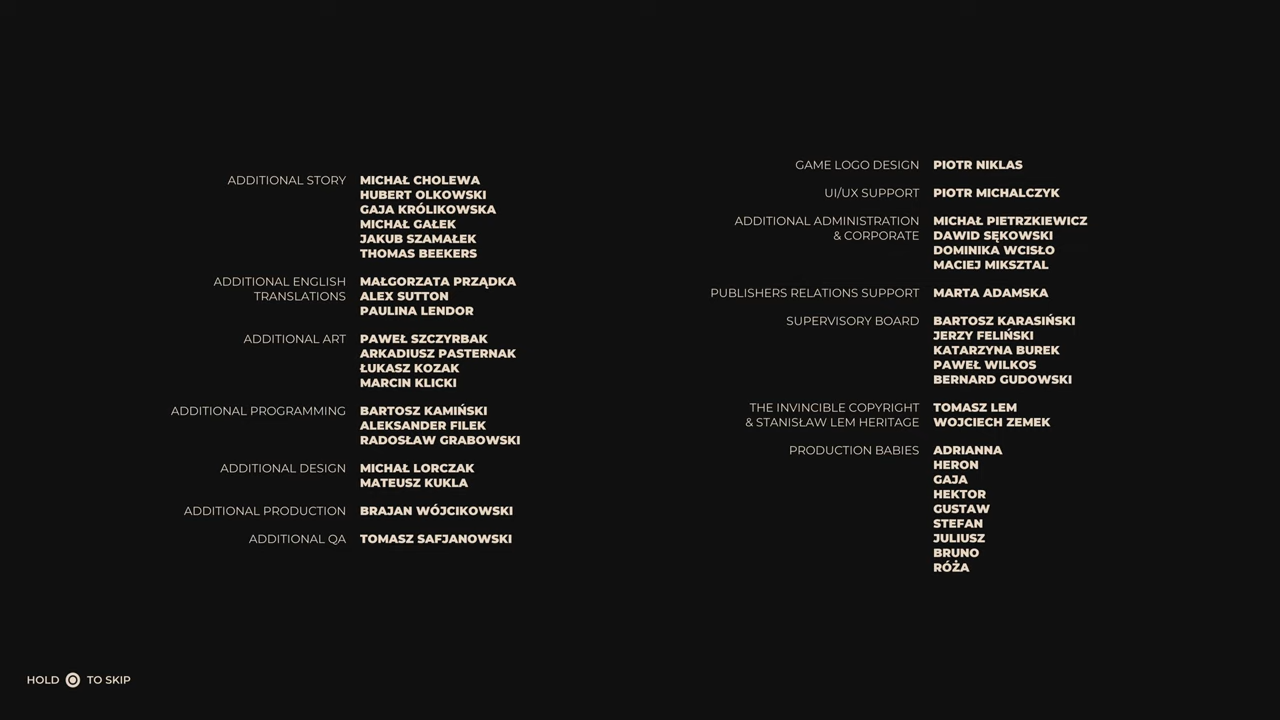 ADDITIONAL STORY MICHAŁ CHOLEWA
HUBERT OLKOWSKI
GAJA KRÓLIKOWSKA
MICHAŁ GAŁEK
JAKUB SZAMAŁEK
THOMAS BEEKERS
ADDITIONAL ENGLISH MAŁGORZATA PRZĄDKA
TRANSLATIONS ALEX SUTTON
PAULINA LENDOR
ADDITIONAL ART PAWEŁ SZCZYRBAK
ARKADIUSZ PASTERNAK
ŁUKASZ KOZAK
MARCIN KLICKI
ADDITIONAL PROGRAMMING BARTOSZ KAMIŃSKI
ALEKSANDER FILEK
RADOSŁAW GRABOWSKI
ADDITIONAL DESIGN MICHAŁ LORCZAK
MATEUSZ KUKLA
ADDITIONAL PRODUCTION BRAJAN WÓJCIKOWSKI
ADDITIONAL QA TOMASZ SAFJANOWSKI
GAME LOGO DESIGN PIOTR NIKLAS
UI/UX SUPPORT PIOTR MICHALCZYK
ADDITIONAL ADMINISTRATION MICHAŁ PIETRZKIEWICZ
& CORPORATE DAWID SĘKOWSKI
DOMINIKA WCISŁO
MACIEJ MIKSZTAL
PUBLISHERS RELATIONS SUPPORT MARTA ADAMSKA
SUPERVISORY BOARD BARTOSZ KARASIŃSKI
JERZY FELIŃSKI
KATARZYNA BUREK
PAWEŁ WILKOS
BERNARD GUDOWSKI
THE INVINCIBLE COPYRIGHT TOMASZ LEM
& STANISŁAW LEM HERITAGE WOJCIECH ZEMEK
PRODUCTION BABIES ADRIANNA
HERON
GAJA
HEKTOR
GUSTAW
STEFAN
JULIUSZ
BRUNO
RÓŻA
HOLD TO SKIP